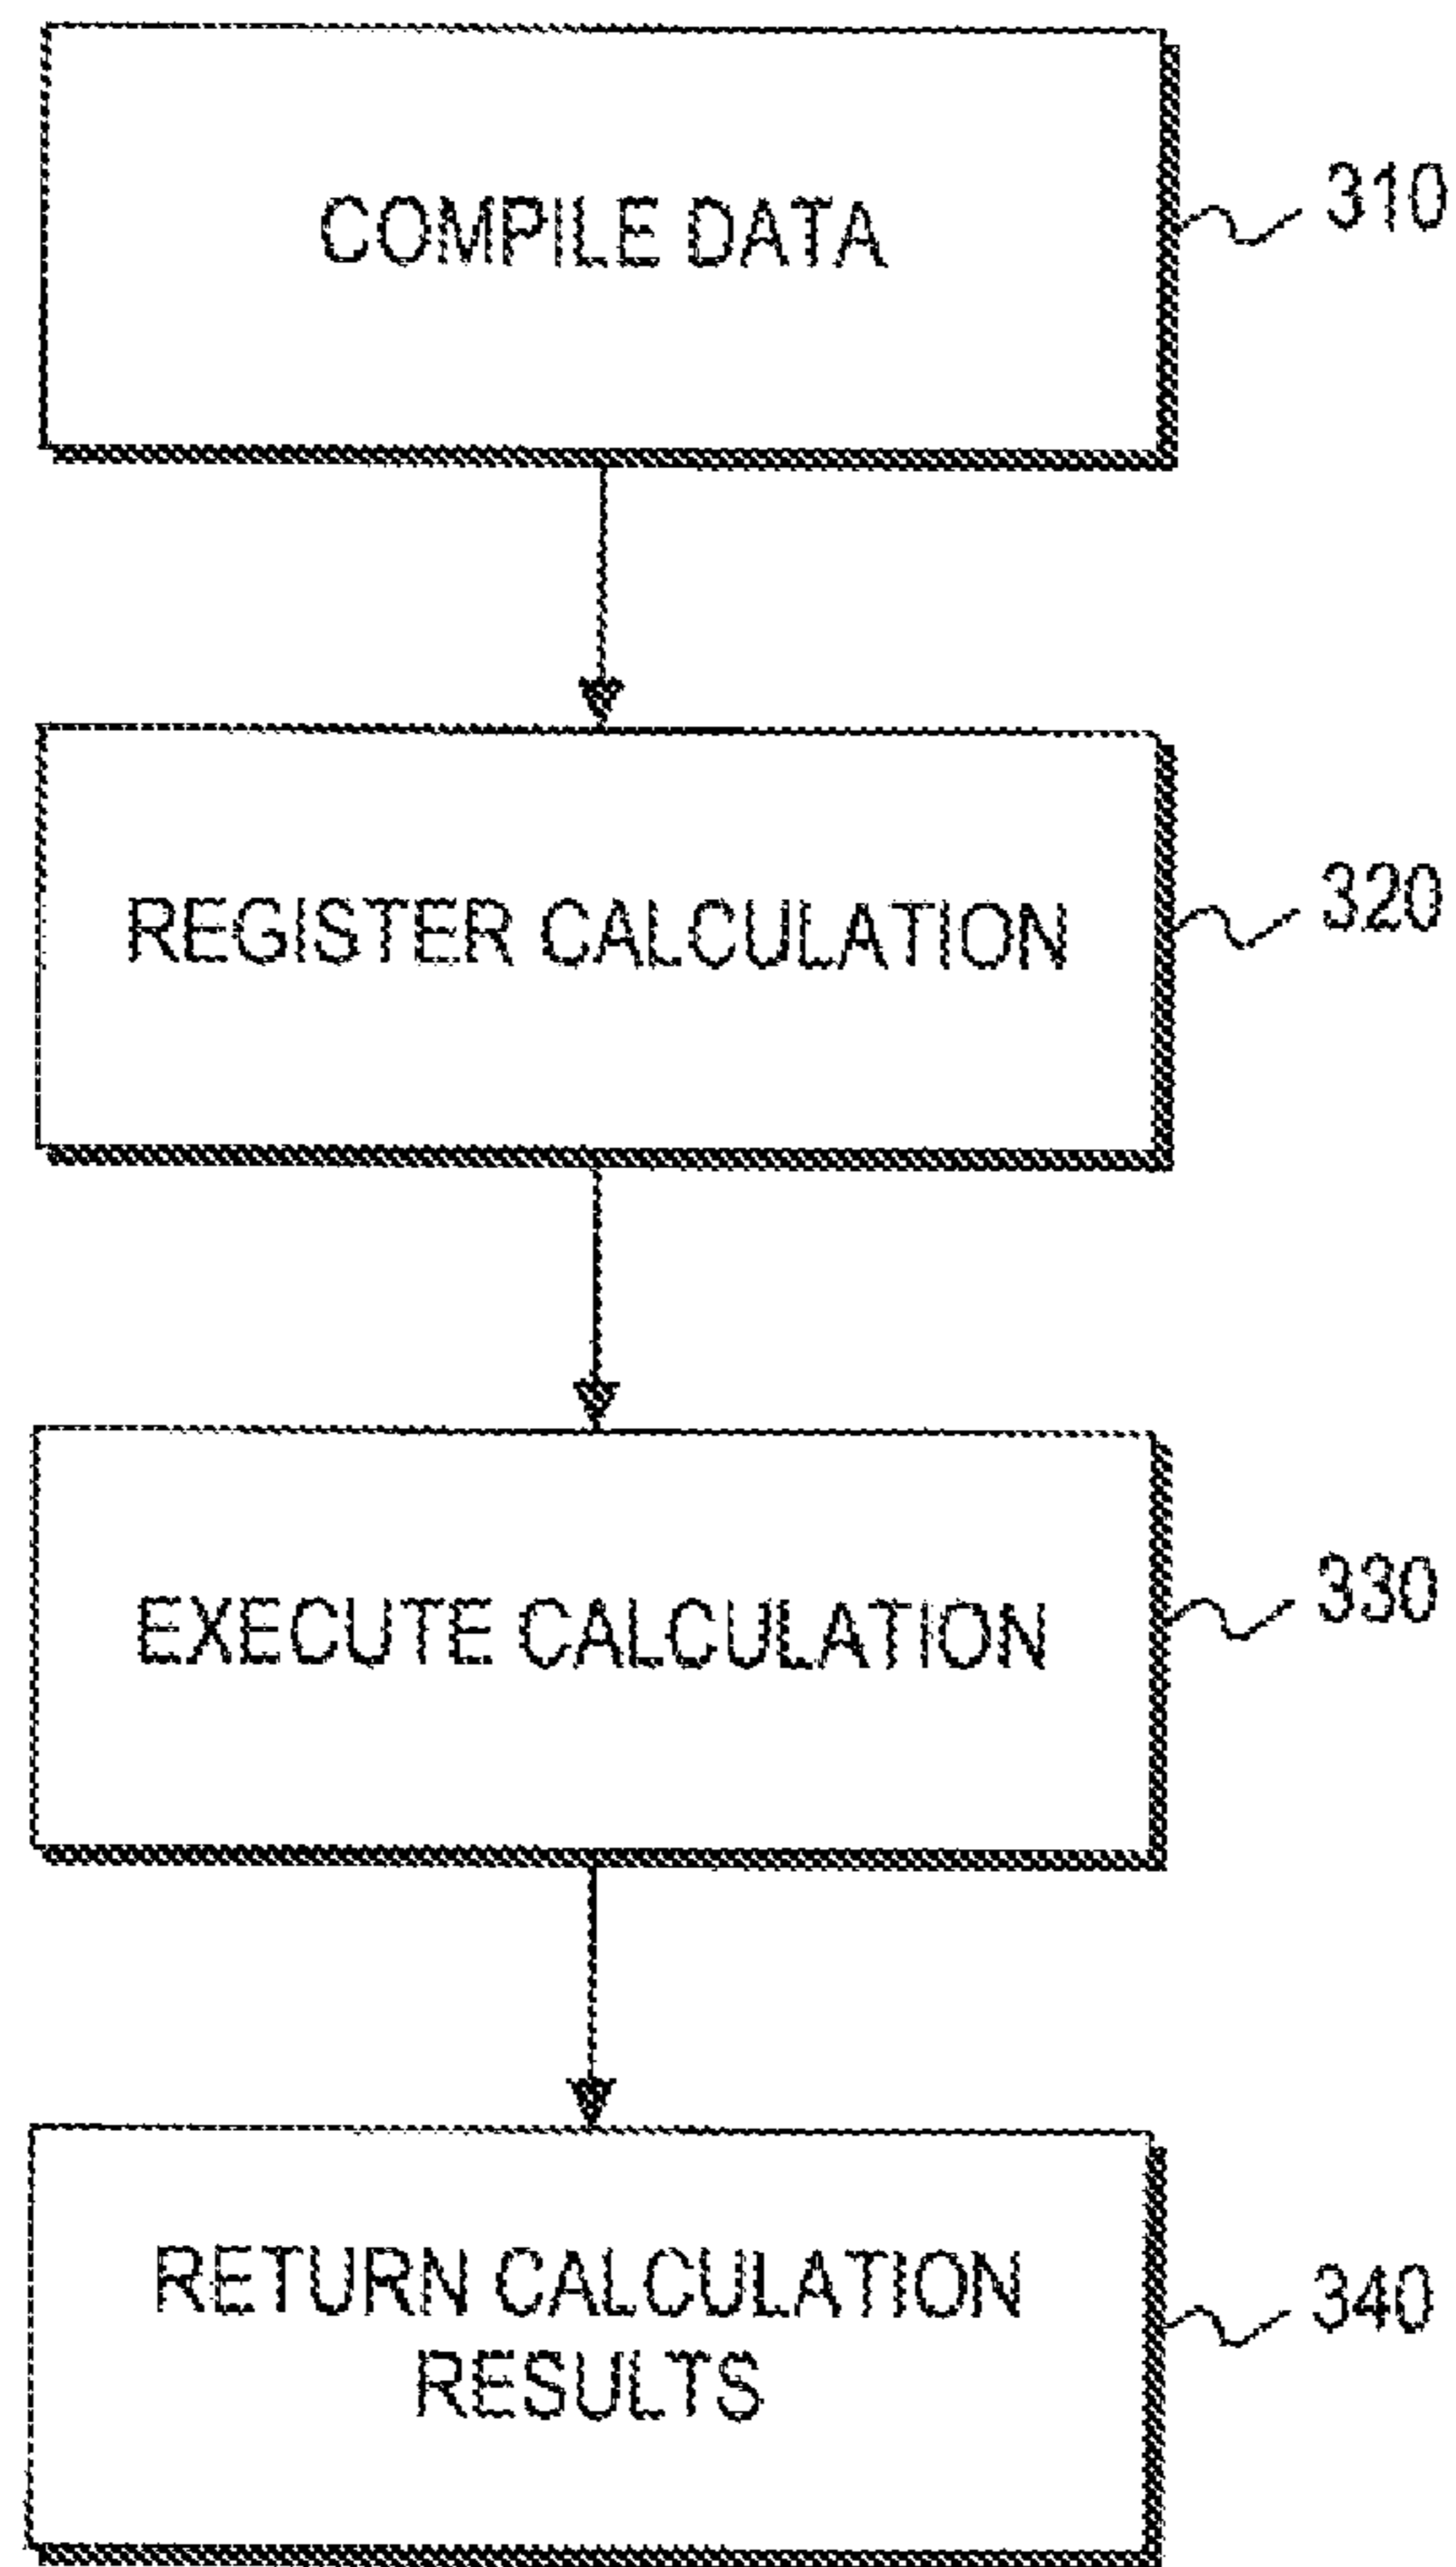 COMPILE DATA
310
REGISTER CALCULATION
320
EXECUTE CALCULATION
330
RETURN CALCULATION
RESULTS
340